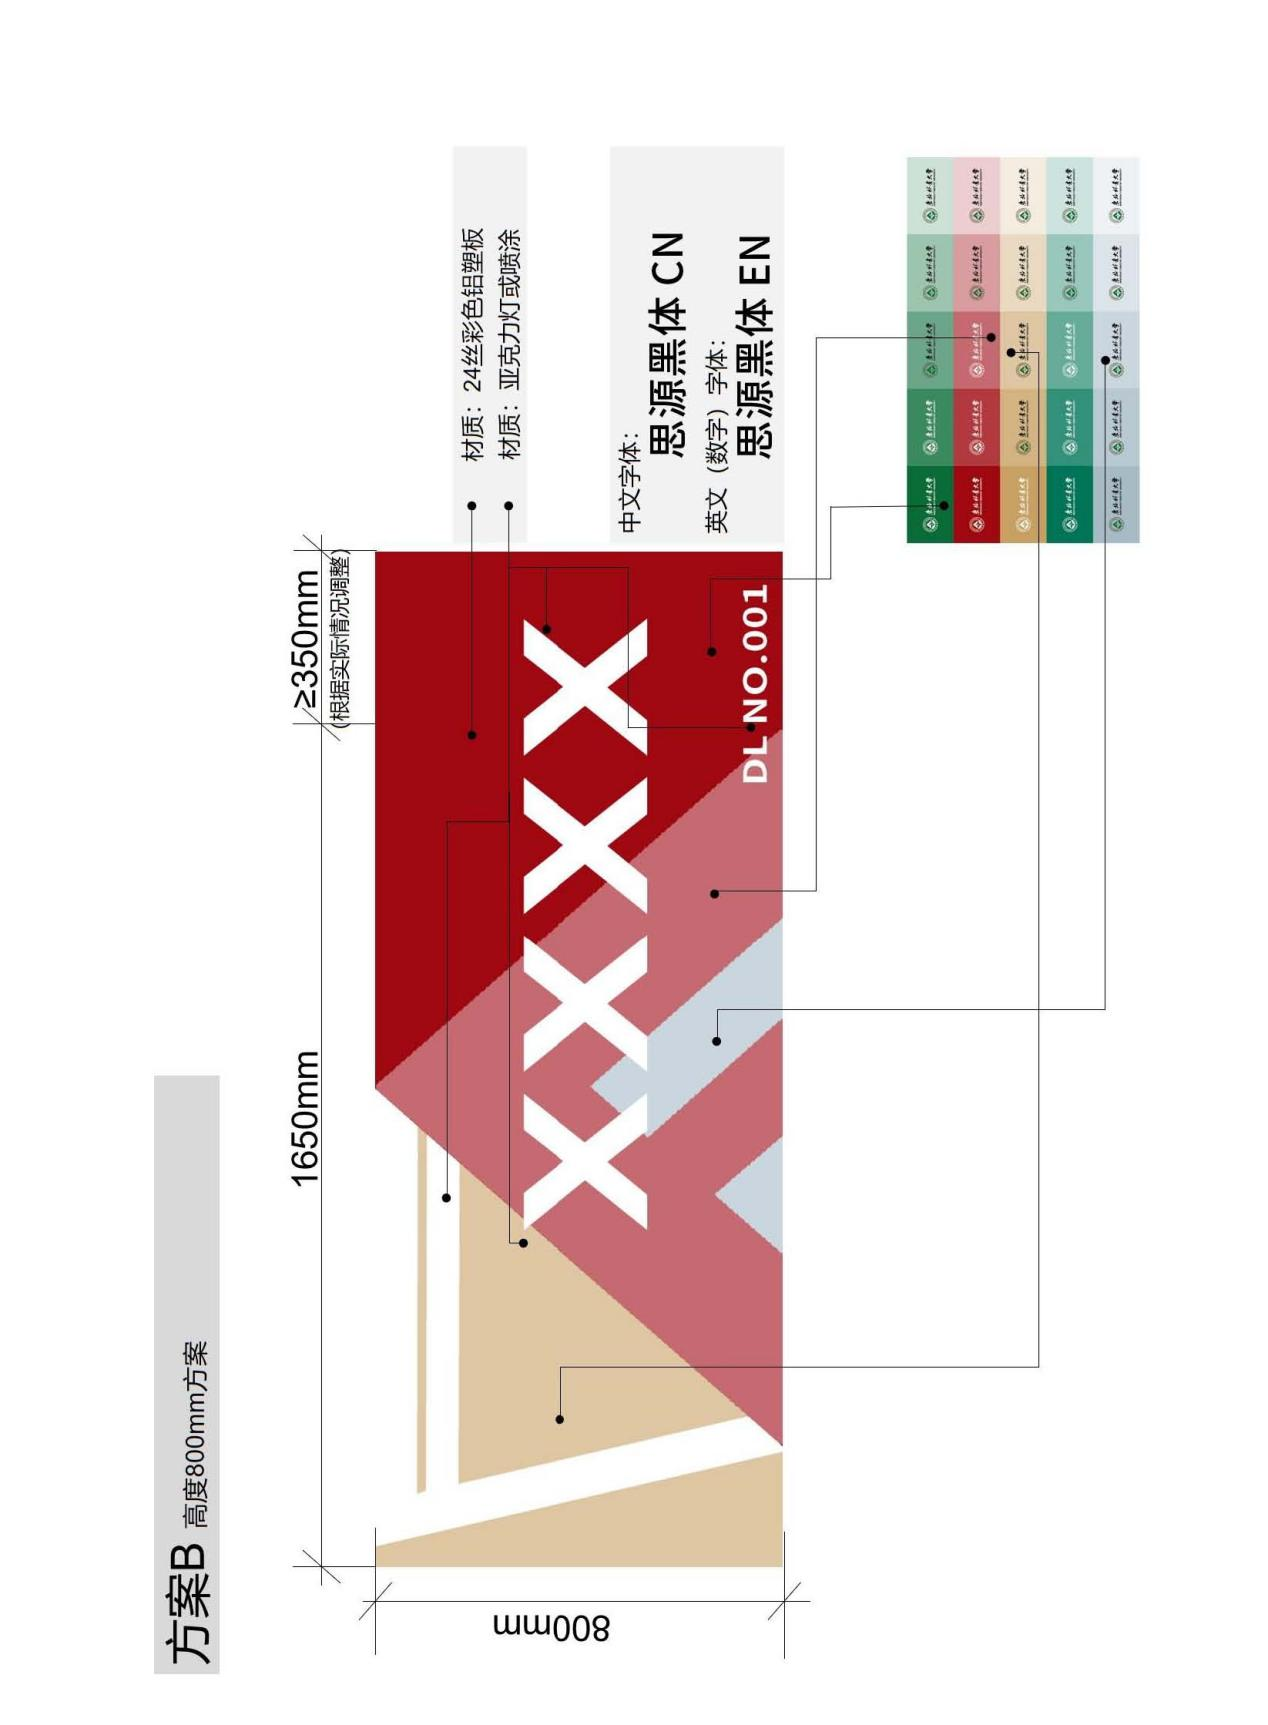 方案B 高度800mm方案
1650mm
≥350mm
(根据实际情况调整)
800mm
材质：24丝彩色铝塑板
材质：亚克力灯或喷涂
XXXX
DL NO.001
中文字体：
思源黑体 CN
英文（数字）字体：
思源黑体 EN